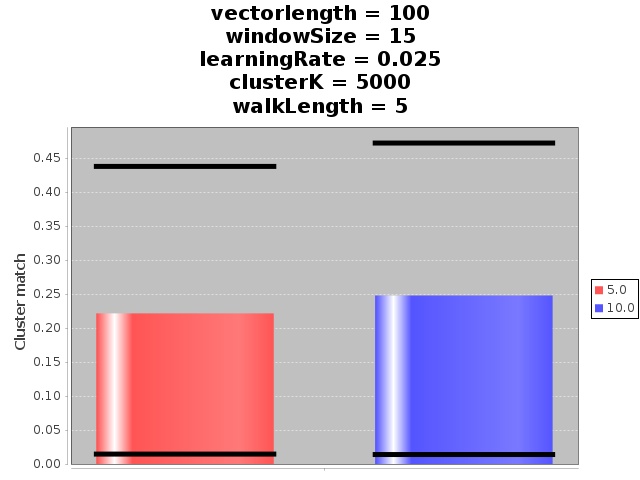 vectorlength = 100
windowSize = 15
learningRate = 0.025
clusterK = 5000
walkLength = 5
Cluster match
0.45
0.40
0.35
0.30
0.25
0.20
0.15
0.10
0.05
0.00
5.0
10.0